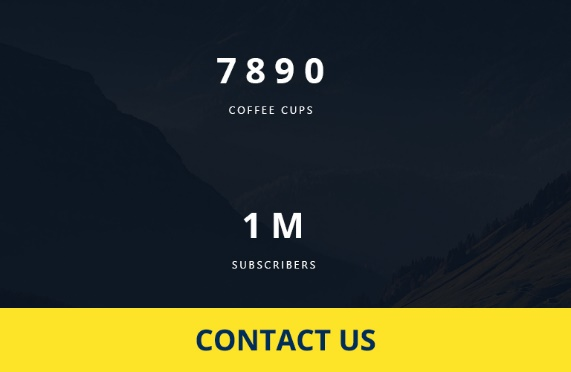 7890
COFFEE CUPS
1M
SUBSCRIBERS
CONTACT US